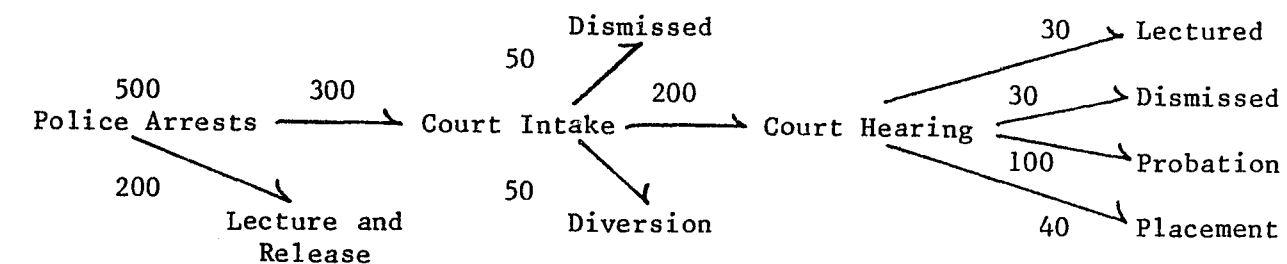 Dismissed
30
Lectured
50
500
300
200
30
Dismissed
Police Arrests
Court Intake
Court Hearing
100
Probation
200
50
Lecture and
Release
Diversion
40
Placement